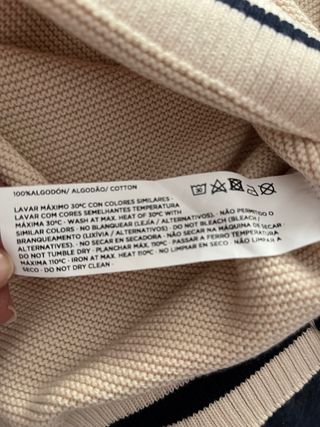 100%ALGODÓN/ ALGODÃO/ COTTON
LAVAR MÁXIMO 30ºC CON COLORES SIMILARES
LAVAR COM CORES SEMELHANTES TEMPERATURA
MÁXIMA 30ºC - WASH AT MAX. HEAT OF 30ºC WITH
SIMILAR COLORS - NO BLANQUEAR (LEJÍA /
ALTERNATIVOS). - NÃO PERMITIDO O
BRANQUEAMENTO (LIXÍVIA / ALTERNATIVOS). - DO NOT BLEACH (BLEACH /
ALTERNATIVES). - NO SECAR EN SECADORA - NÃO SECAR NA MÁQUINA DE SECAR -
DO NOT TUMBLE DRY - PLANCHAR MÁX. 110ºC - PASSAR A FERRO TEMPERATURA
MÁXIMA 110ºC - IRON AT MAX. HEAT 110ºC - NO LIMPIAR EN SECO - NÃO LIMPAR A
SECO - DO NOT DRY CLEAN -